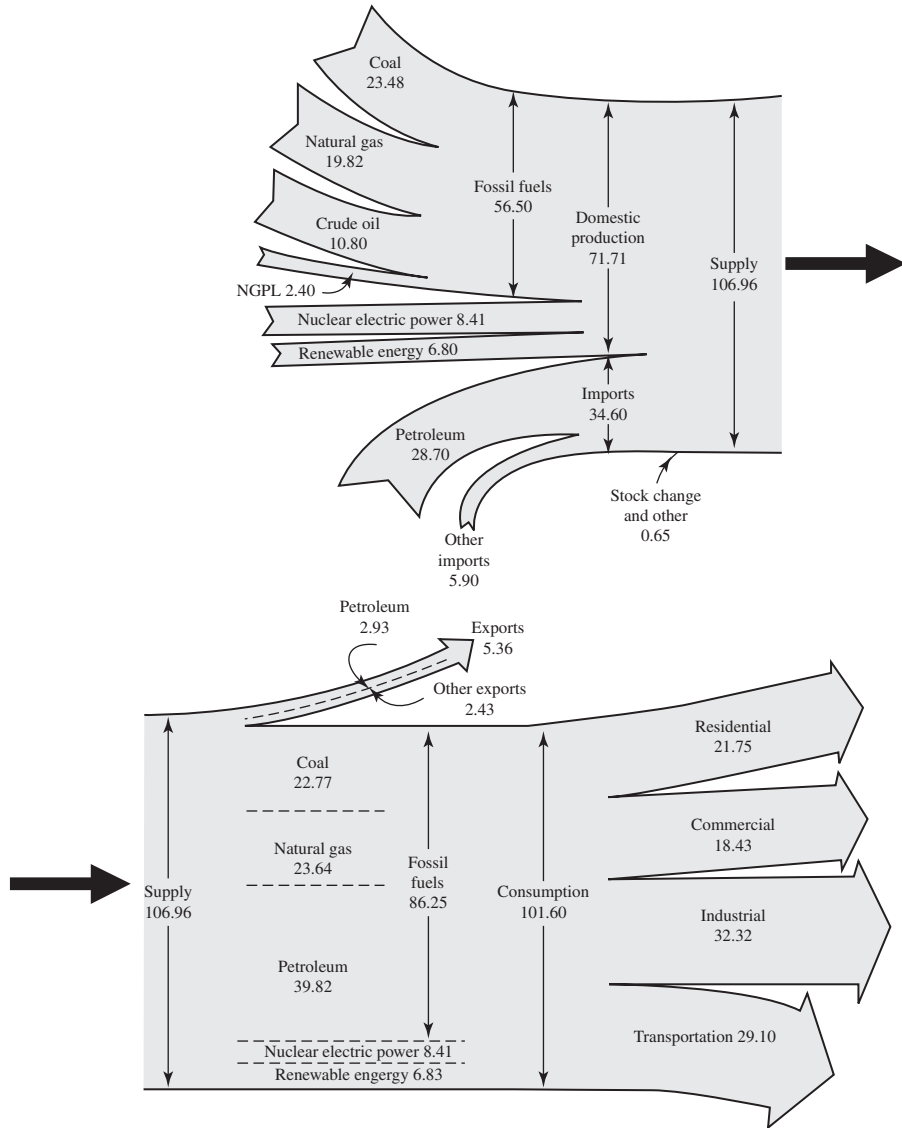 Coal
23.48
Natural gas
19.82
Crude oil
10.80
NGPL 2.40
Nuclear electric power 8.41
Renewable energy 6.80
Fossil fuels
56.50
Domestic
production
71.71
Supply
106.96
Imports
34.60
Petroleum
28.70
Other
imports
5.90
Stock change
and other
0.65
Petroleum
2.93
Exports
5.36
Other exports
2.43
Supply
106.96
Coal
22.77
Natural gas
23.64
Petroleum
39.82
Nuclear electric power 8.41
Renewable engergy 6.83
Fossil
fuels
86.25
Consumption
101.60
Residential
21.75
Commercial
18.43
Industrial
32.32
Transportation 29.10